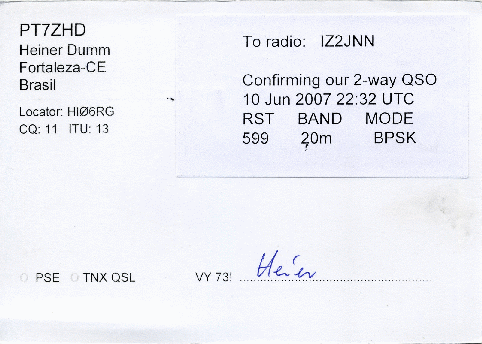 PT7ZHD
Heiner Dumm
Fortaleza-CE
Brasil
Locator: HIØ6RG
CQ: 11 ITU: 13
To radio: IZ2JNN
Confirming our 2-way QSO
10 Jun 2007 22:32 UTC
RST BAND MODE
599 20m BPSK
PSE TNX QSL
VY 73! Heiner